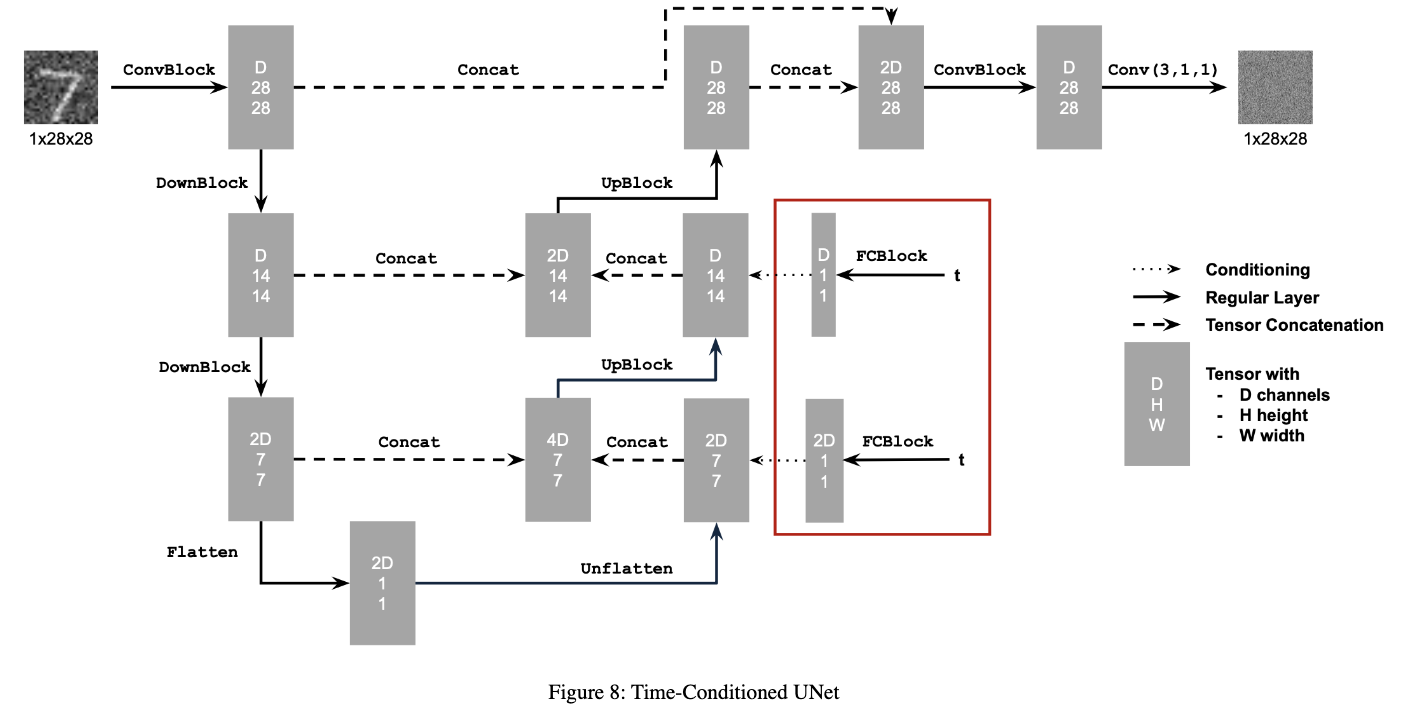 ConvBlock
D
28
28
Concat
D
28
28
Concat
2D
28
28
ConvBlock
D
28
28
Conv(3,1,1)
1x28x28
1x28x28
DownBlock
UpBlock
D
14
14
Concat
2D
14
14
Concat
D
14
14
D
1
1
FCBlock
t
DownBlock
UpBlock
2D
7
7
Concat
4D
7
7
Concat
2D
7
7
2D
1
1
FCBlock
t
Flatten
2D
1
1
Unflatten
Conditioning
Regular Layer
Tensor Concatenation
D
H
W
Tensor with
- D channels
- H height
- W width
Figure 8: Time-Conditioned UNet